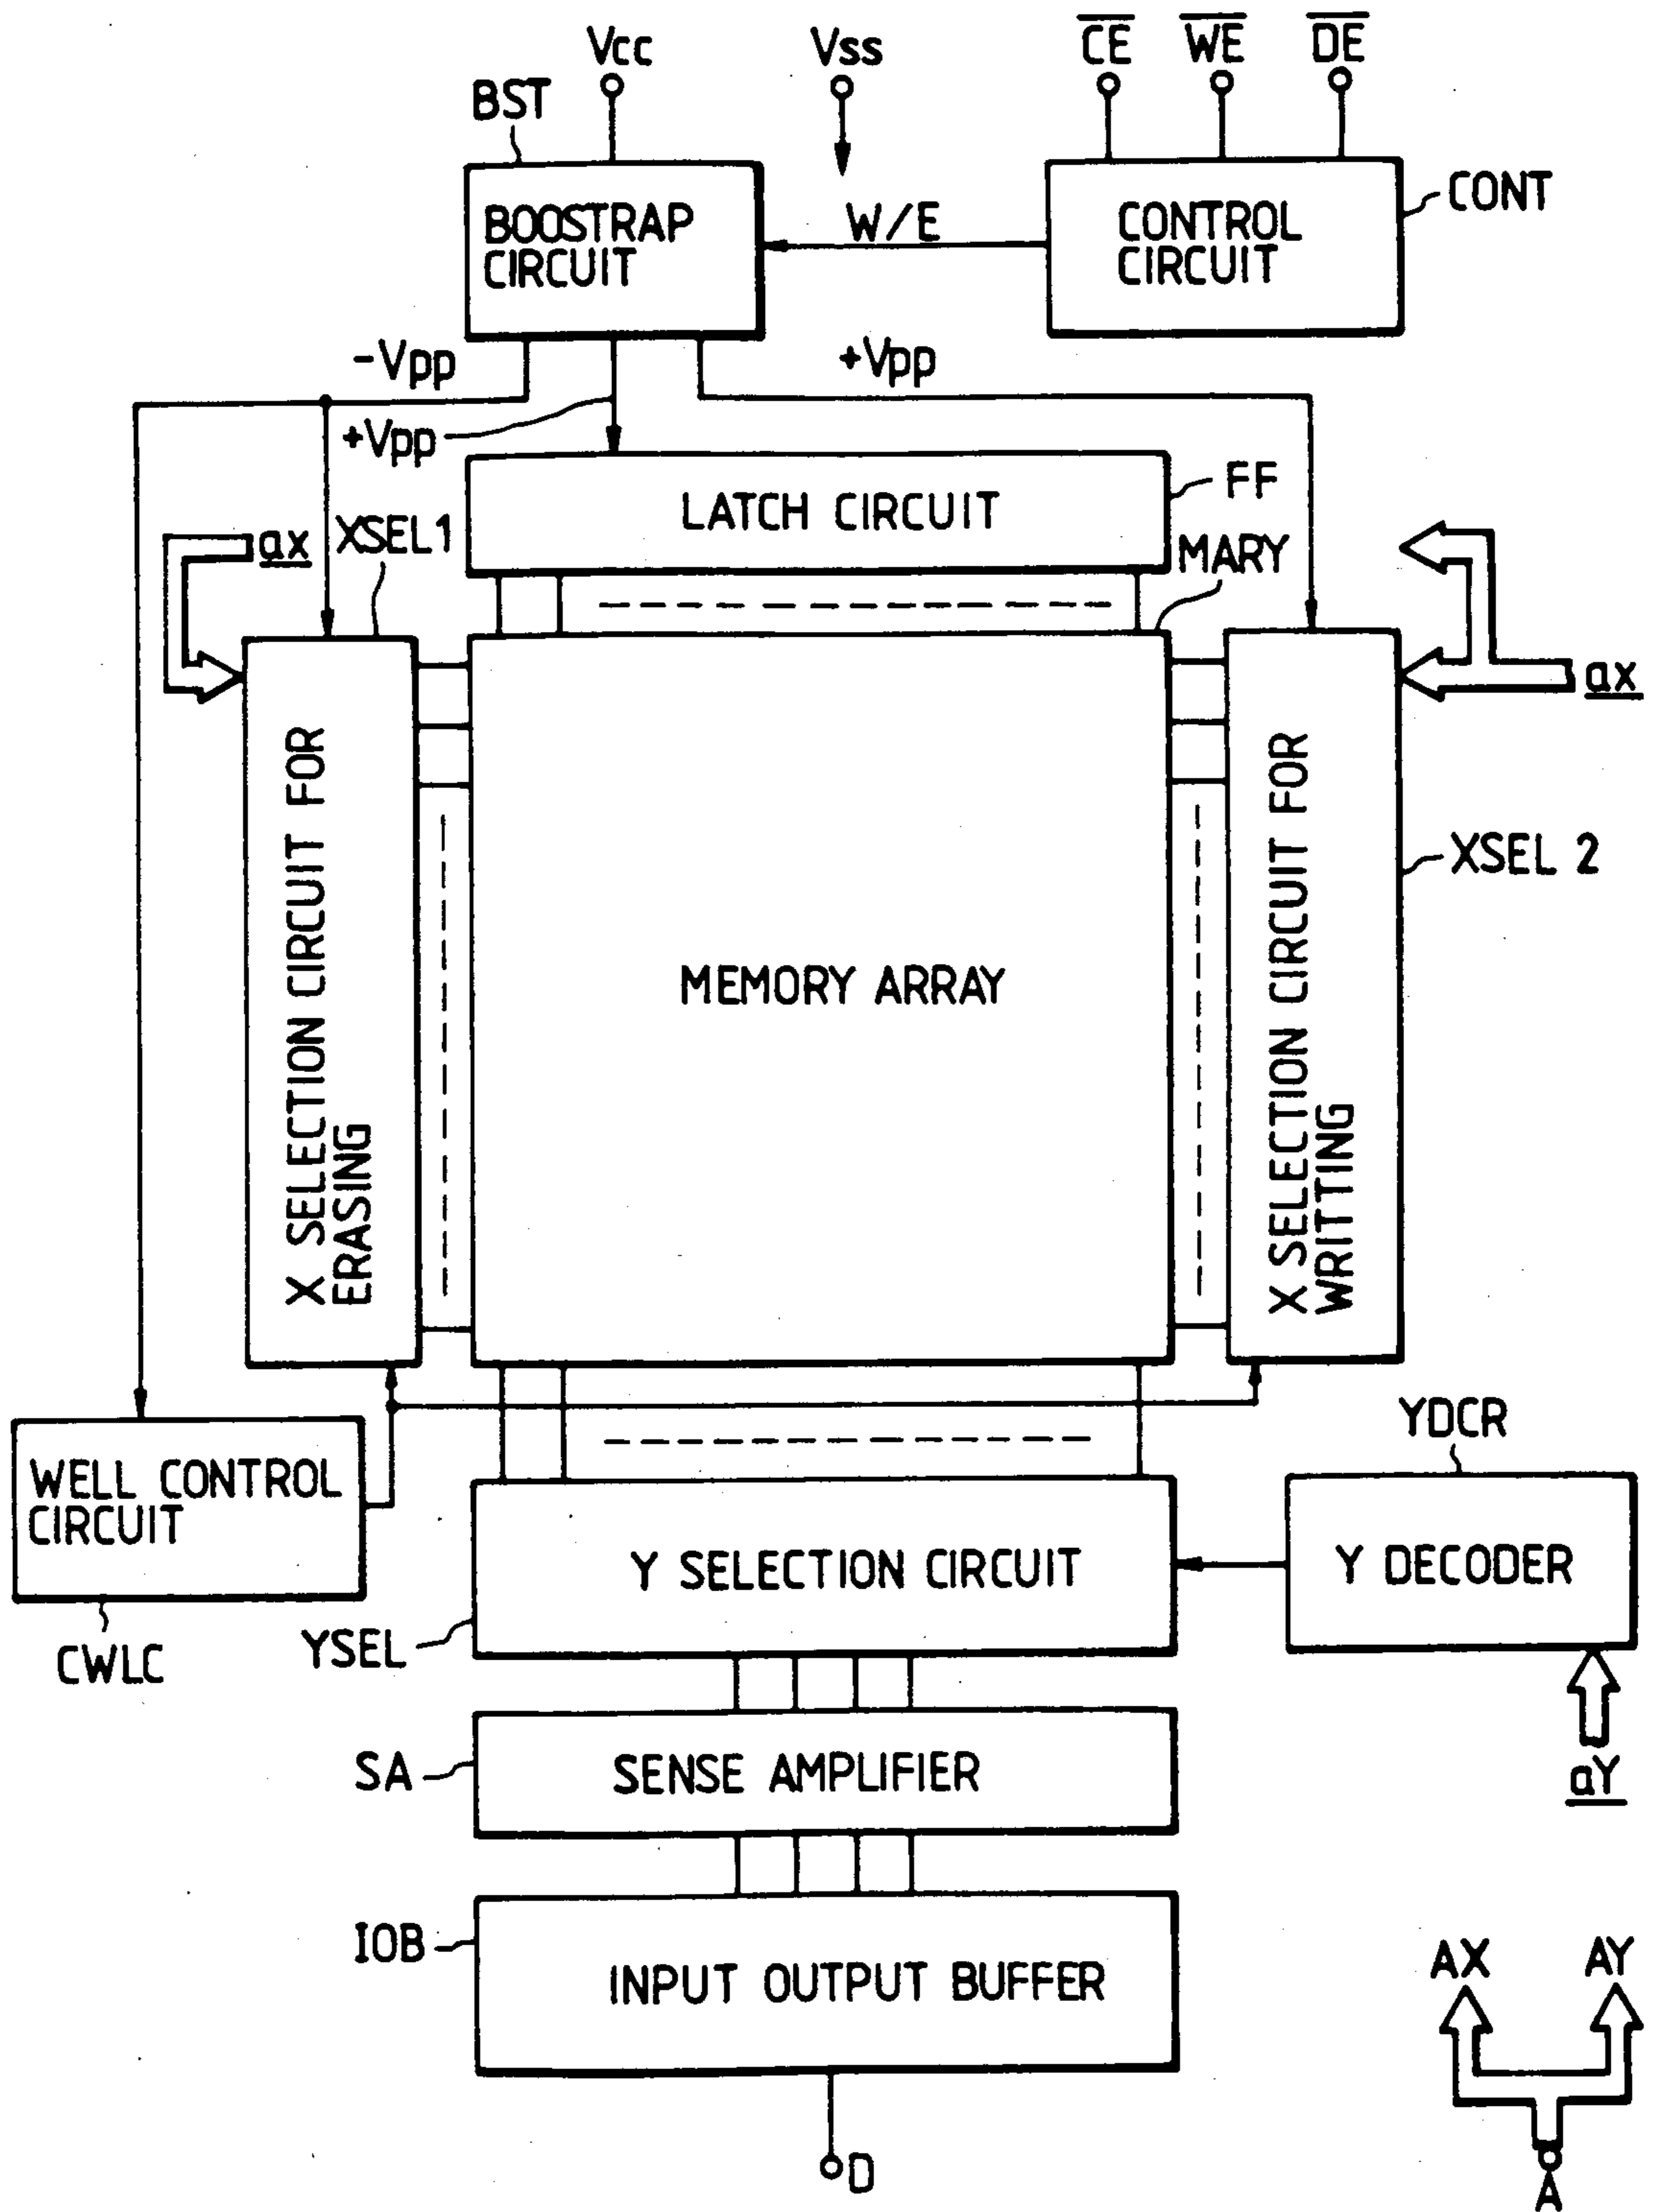 Vcc
Vss
CE
WE
DE
BST
BOOSTRAP
CIRCUIT
W/E
CONTROL
CIRCUIT
CONT
-Vpp
+Vpp
+Vpp
LATCH CIRCUIT
FF
ax
XSEL1
MARY
ax
X SELECTION CIRCUIT FOR
ERASING
MEMORY ARRAY
X SELECTION CIRCUIT FOR
WRITTING
XSEL 2
WELL CONTROL
CIRCUIT
CWLC
YDCR
Y SELECTION CIRCUIT
Y DECODER
YSEL
SA
SENSE AMPLIFIER
aY
IOB
INPUT OUTPUT BUFFER
AX
AY
D
A